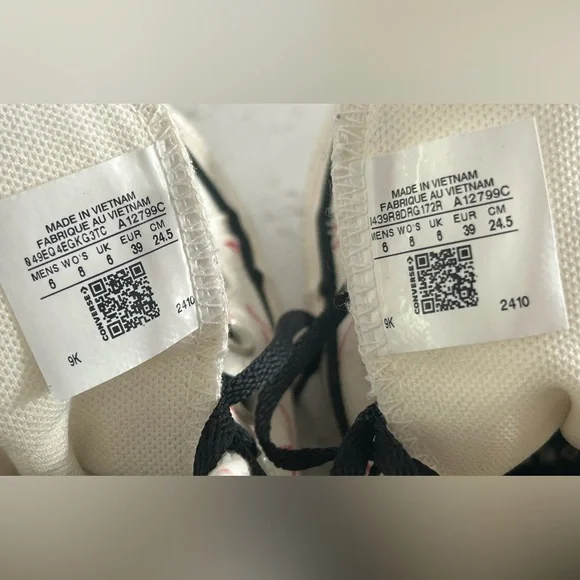 MADE IN VIETNAM
FABRIQUE AU VIETNAM
A12799C
MENS WO'S UK EUR CM
6 8 6 39 24.5
CONVERSE
9K
2410
MADE IN VIETNAM
FABRIQUE AU VIETNAM
A12799C
MENS WO'S UK EUR CM
6 8 6 39 24.5
CONVERSE
9K
2410